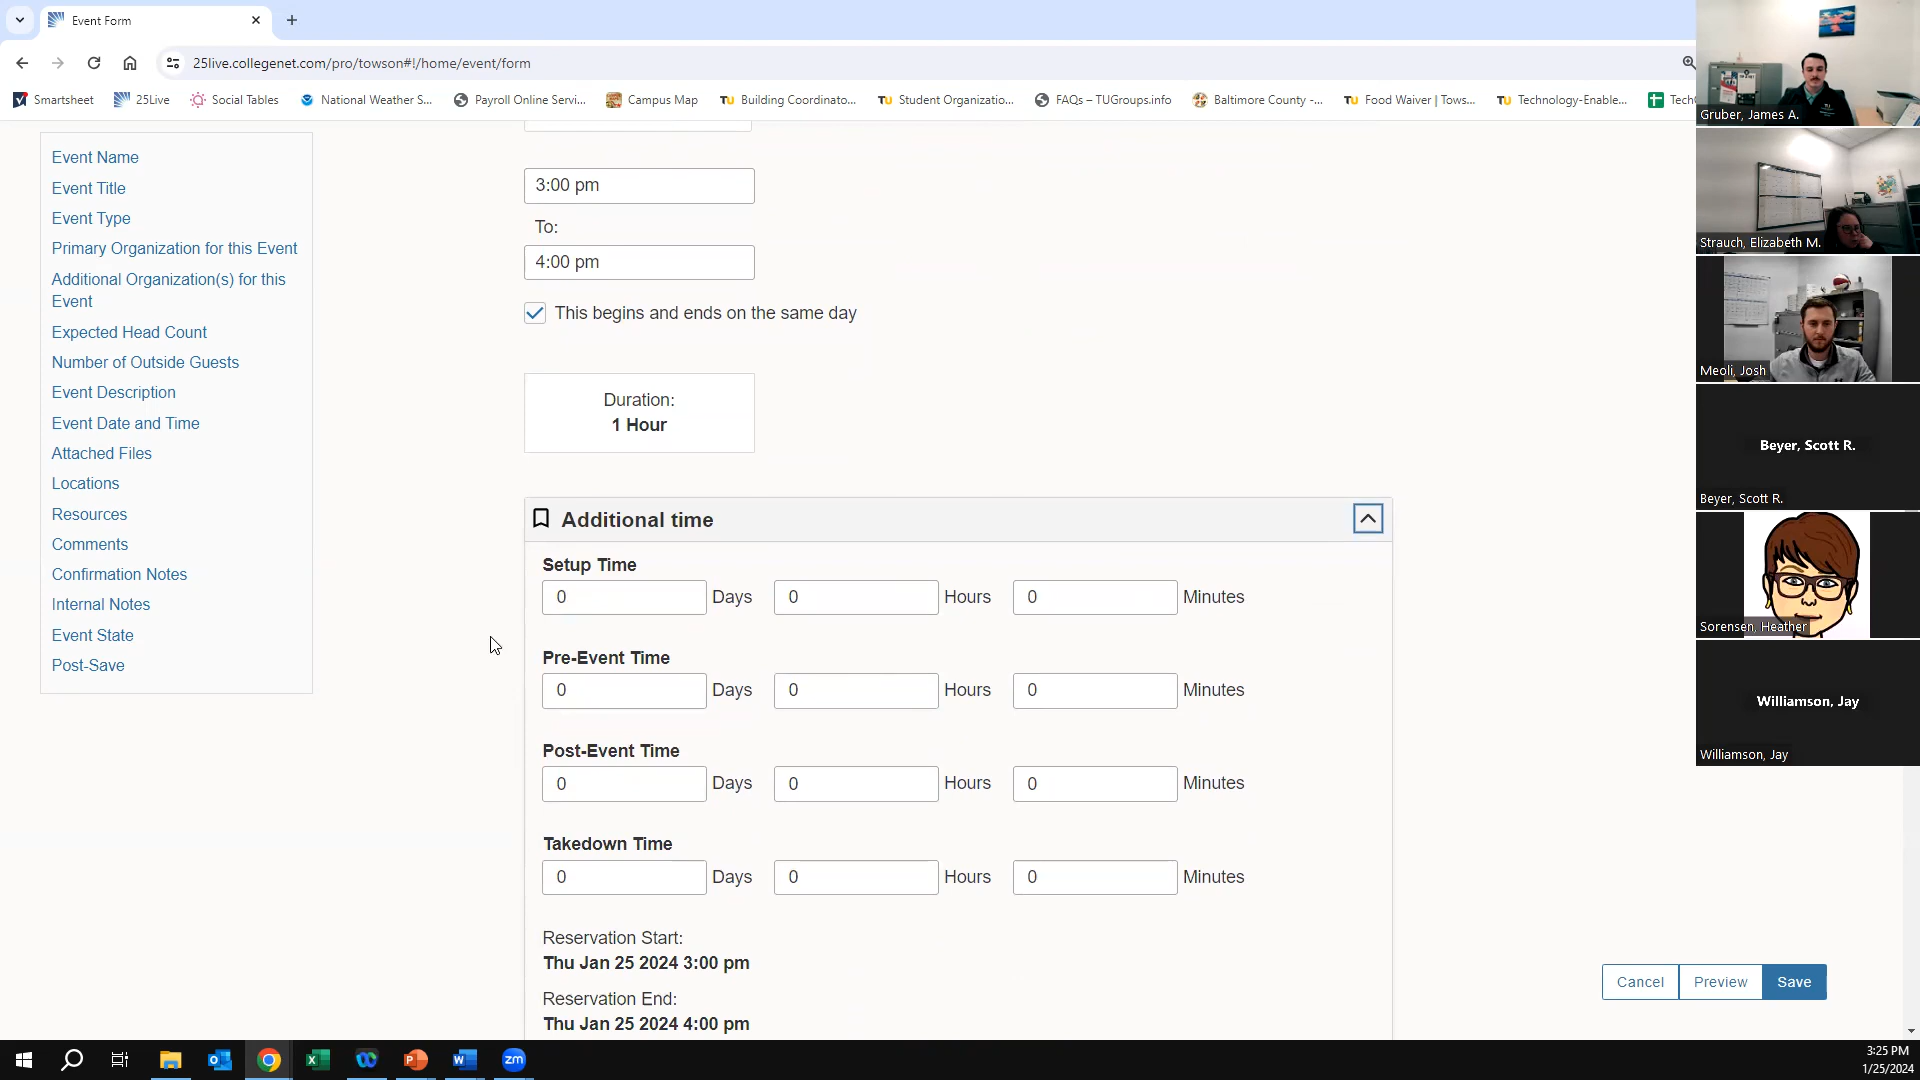 Event Form
25live.collegenet.com/pro/towson#!/home/event/form
Smartsheet
25Live
Social Tables
National Weather S...
Payroll Online Servi...
Campus Map
TU Building Coordinato...
TU Student Organizatio...
FAQs – TUGroups.info
Baltimore County -...
TU Food Waiver | Tows...
TU Technology-Enable...
Event Name
Event Title
Event Type
Primary Organization for this Event
Additional Organization(s) for this
Event
Expected Head Count
Number of Outside Guests
Event Description
Event Date and Time
Attached Files
Locations
Resources
Comments
Confirmation Notes
Internal Notes
Event State
Post-Save
3:00 pm
To:
4:00 pm
This begins and ends on the same day
Duration:
1 Hour
Additional time
Setup Time
0 Days 0 Hours 0 Minutes
Pre-Event Time
0 Days 0 Hours 0 Minutes
Post-Event Time
0 Days 0 Hours 0 Minutes
Takedown Time
0 Days 0 Hours 0 Minutes
Reservation Start:
Thu Jan 25 2024 3:00 pm
Reservation End:
Thu Jan 25 2024 4:00 pm
Cancel
Preview
Save
Gruber, James A.
Strauch, Elizabeth M.
Meoli, Josh
Beyer, Scott R.
Beyer, Scott R.
Sorensen, Heather
Williamson, Jay
Williamson, Jay
zm
3:25 PM
1/25/2024